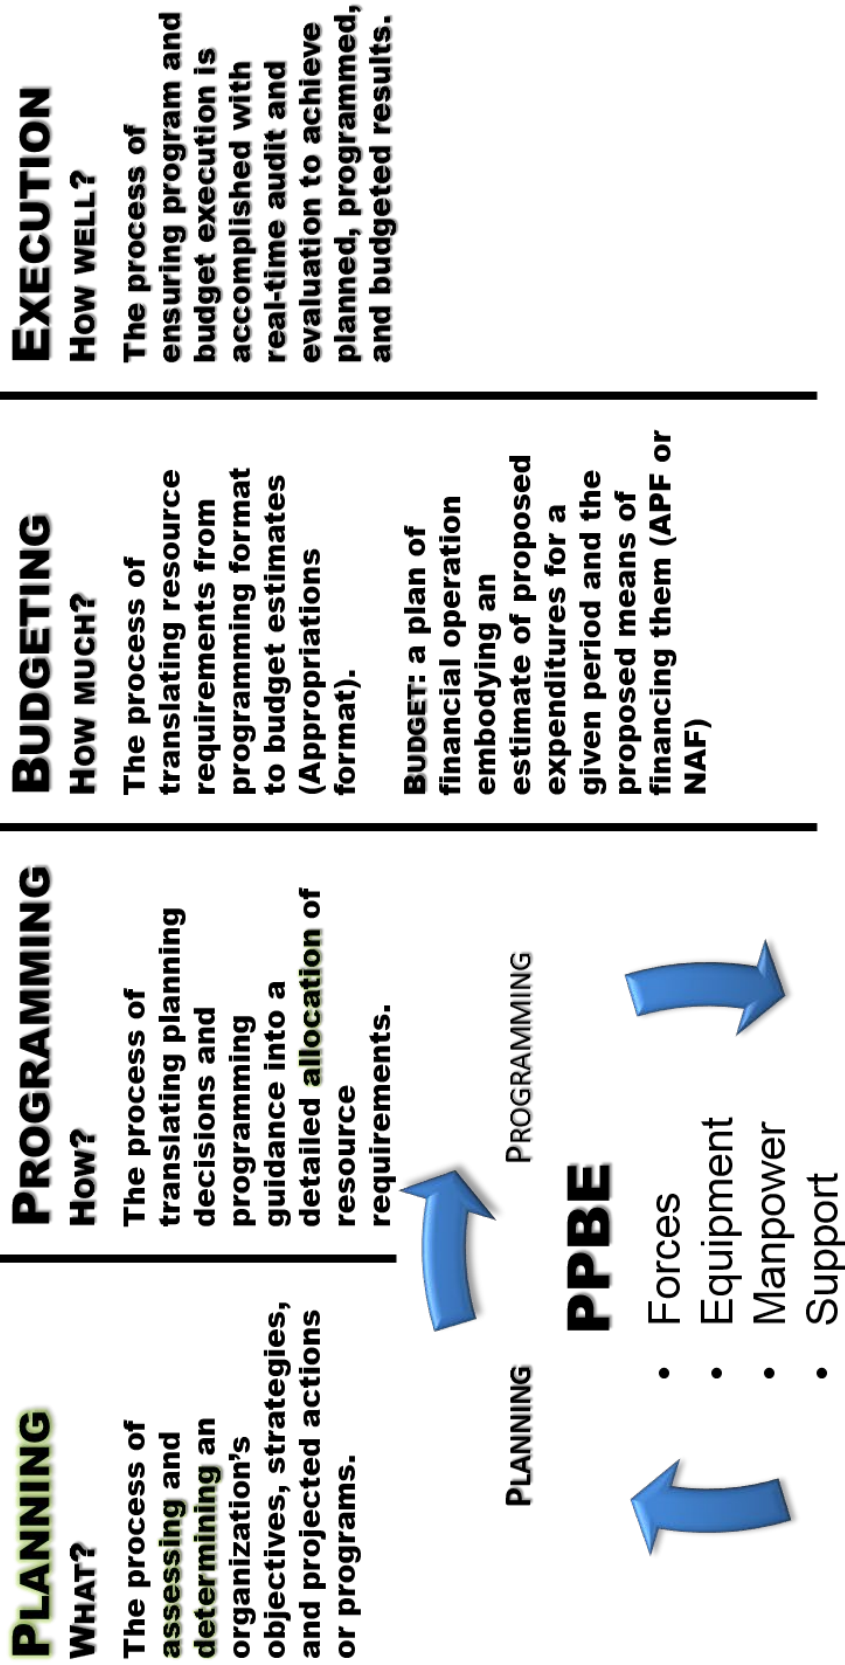 PLANNING
WHAT?
The process of
assessing and
determining an
organization's
objectives, strategies,
and projected actions
or programs.
PROGRAMMING
HOW?
The process of
translating planning
decisions and
programming
guidance into a
detailed allocation of
resource
requirements.
BUDGETING
HOW MUCH?
The process of
translating resource
requirements from
programming format
to budget estimates
(Appropriations
format).
BUDGET: a plan of
financial operation
embodying an
estimate of proposed
expenditures for a
given period and the
proposed means of
financing them (APF or
NAF)
EXECUTION
HOW WELL?
The process of
ensuring program and
budget execution is
accomplished with
real-time audit and
evaluation to achieve
planned, programmed,
and budgeted results.
PLANNING
PROGRAMMING
PPBE
• Forces
• Equipment
• Manpower
• Support